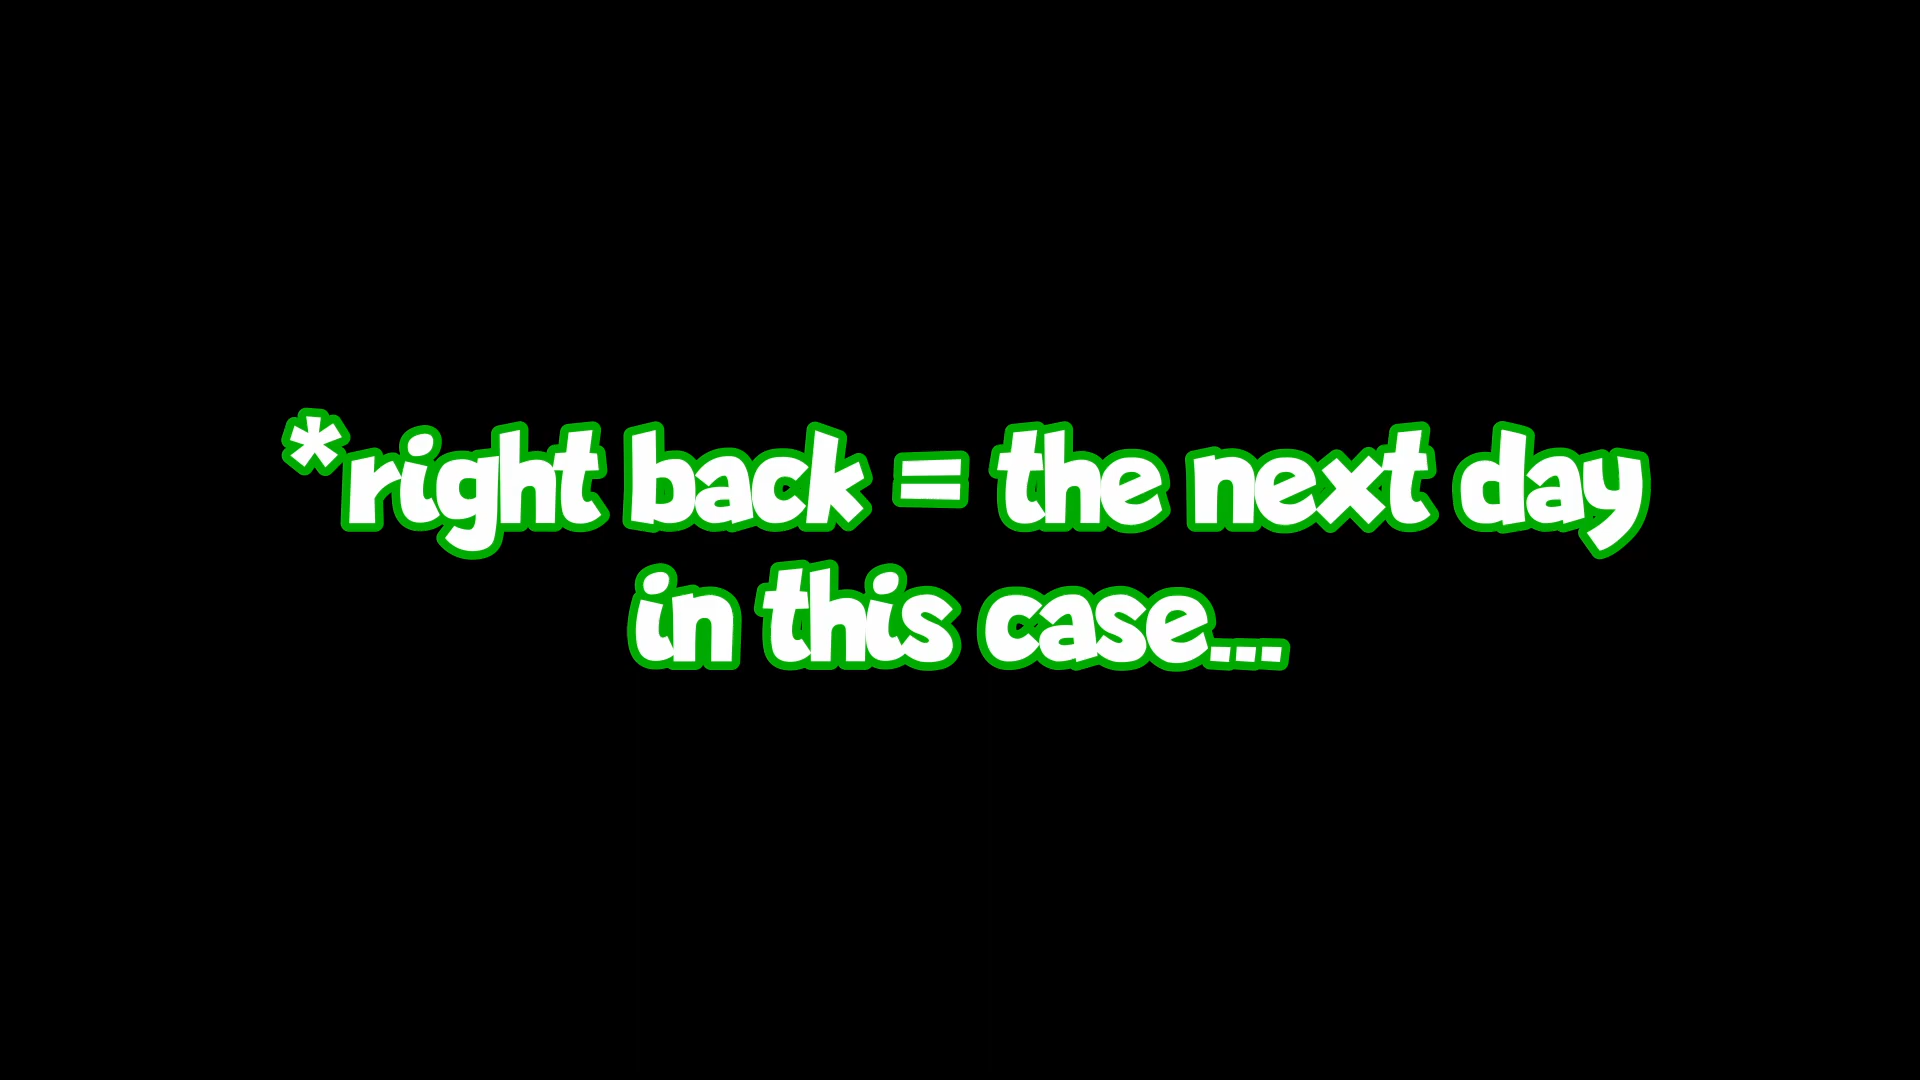 *right back = the next day
in this case...